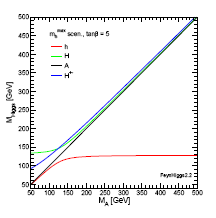 500
450
400
350
300
250
200
150
100
50
M_Higgs [GeV]
m_h^max scen., tanβ = 5
h
H
A
H^+-
FeynHiggs2.2
50 100 150 200 250 300 350 400 450 500
M_A [GeV]